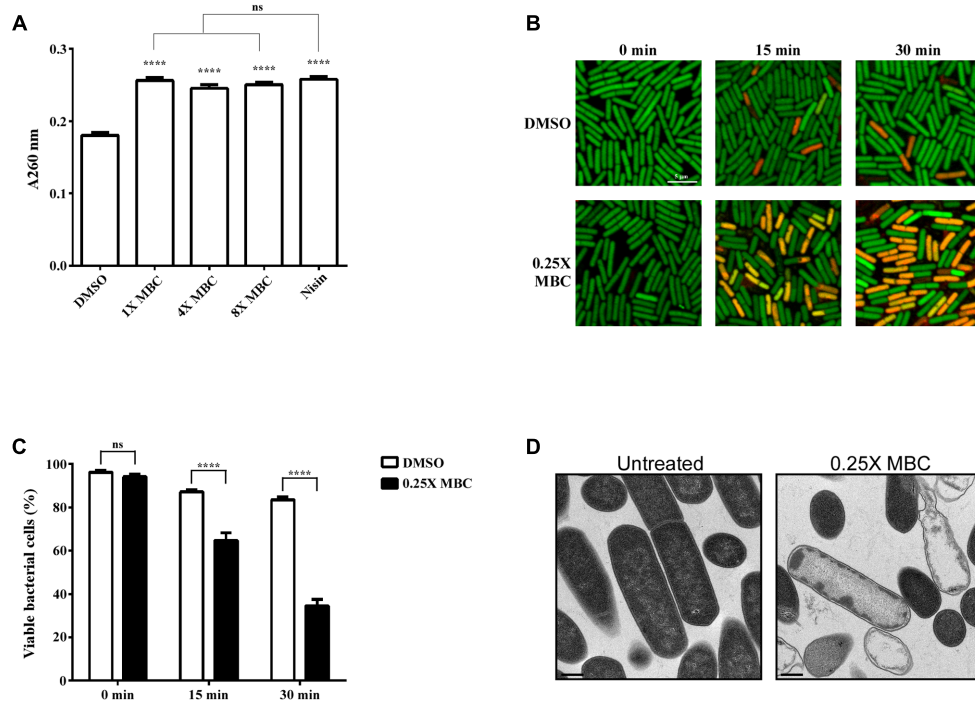 A
ns
****
****
****
****
A260 nm
0.3
0.2
0.1
0.0
DMSO
1X MBC
4X MBC
8X MBC
Nisin
B
0 min
15 min
30 min
DMSO
5 µm
0.25X
MBC
C
ns
****
****
DMSO
0.25X MBC
Viable bacterial cells (%)
100
80
60
40
20
0
0 min
15 min
30 min
D
Untreated
0.25X MBC